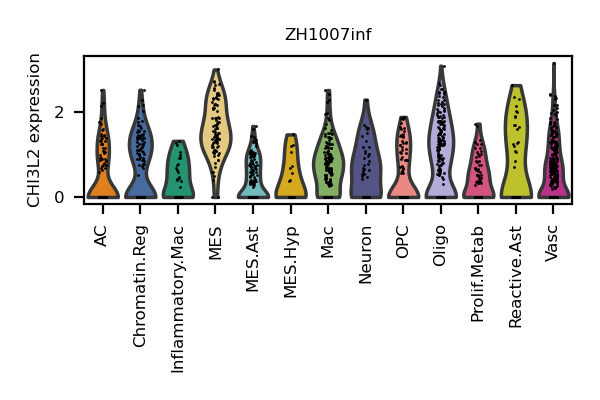 ZH1007inf
CHI3L2 expression
2
0
AC
Chromatin.Reg
Inflammatory.Mac
MES
MES.Ast
MES.Hyp
Mac
Neuron
OPC
Oligo
Prolif.Metab
Reactive.Ast
Vasc